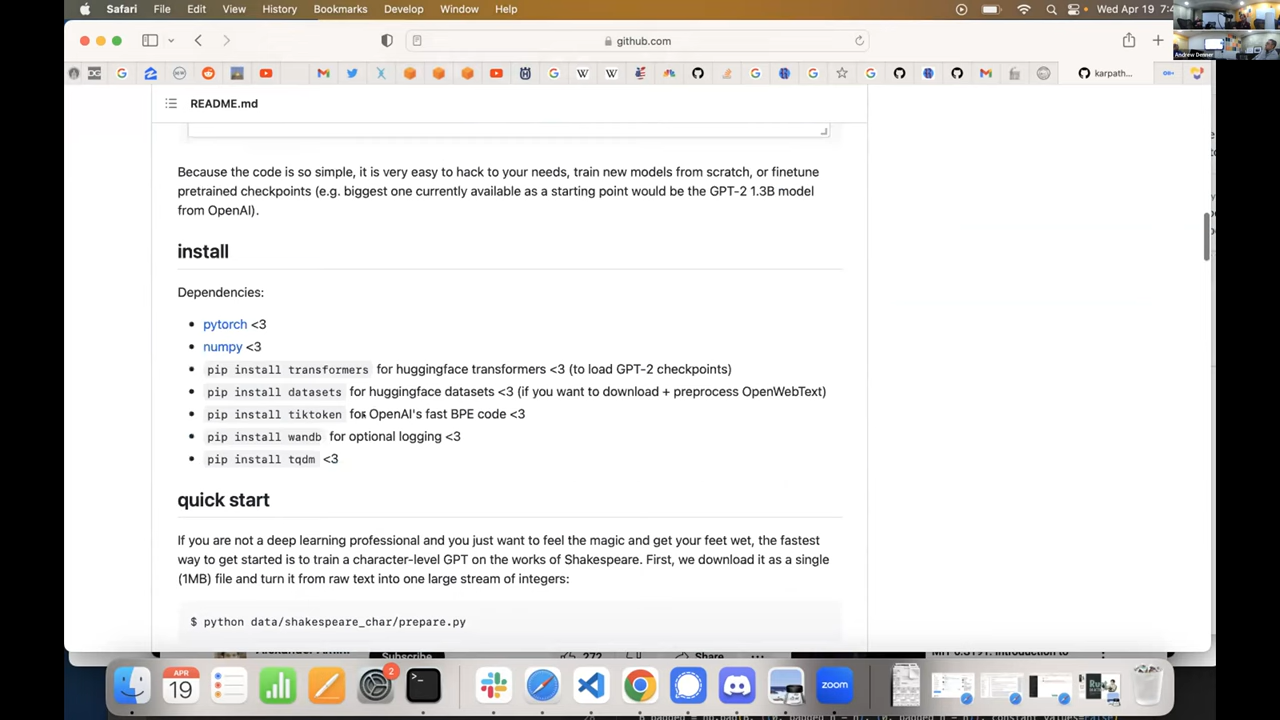 Safari File Edit View History Bookmarks Develop Window Help
Wed Apr 19 7:4
github.com
karpath...
Andrew Denner
README.md
Because the code is so simple, it is very easy to hack to your needs, train new models from scratch, or finetune
pretrained checkpoints (e.g. biggest one currently available as a starting point would be the GPT-2 1.3B model
from OpenAI).
install
Dependencies:
pytorch <3
numpy <3
pip install transformers for huggingface transformers <3 (to load GPT-2 checkpoints)
pip install datasets for huggingface datasets <3 (if you want to download + preprocess OpenWebText)
pip install tiktoken for OpenAI's fast BPE code <3
pip install wandb for optional logging <3
pip install tqdm <3
quick start
If you are not a deep learning professional and you just want to feel the magic and get your feet wet, the fastest
way to get started is to train a character-level GPT on the works of Shakespeare. First, we download it as a single
(1MB) file and turn it from raw text into one large stream of integers:
$ python data/shakespeare_char/prepare.py
APR
19
2
zoom